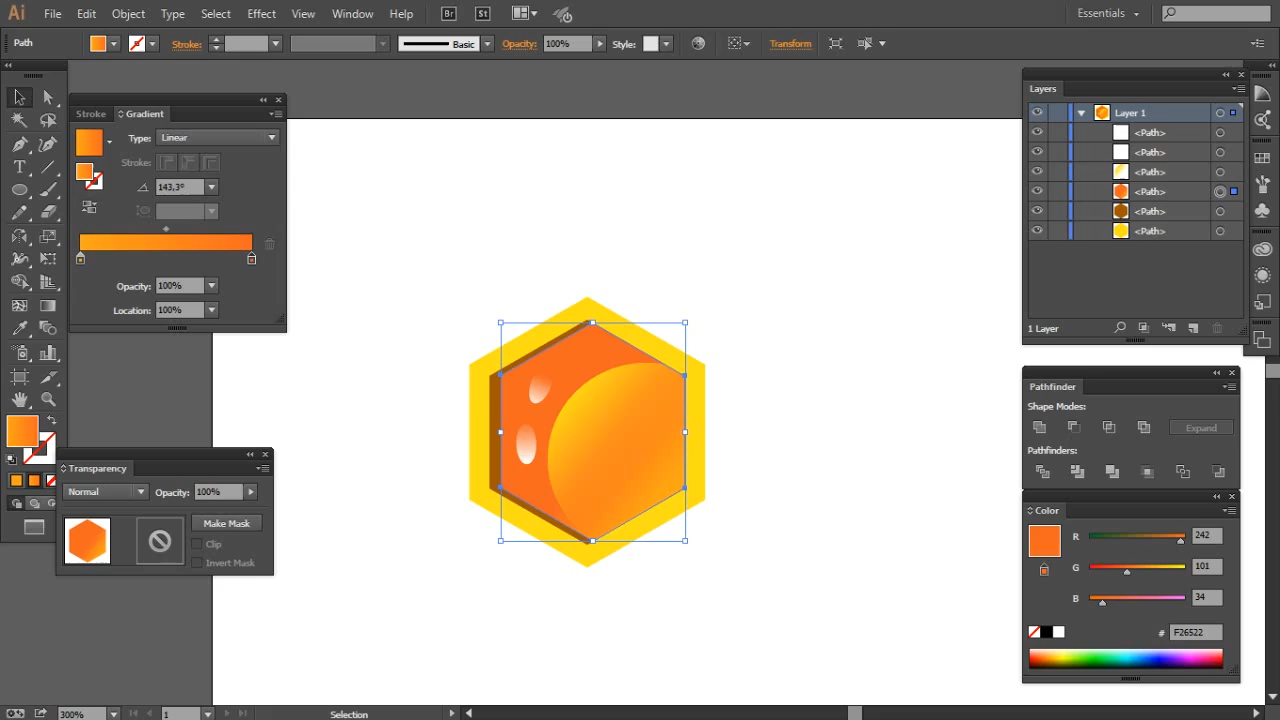 Ai File Edit Object Type Select Effect View Window Help Br St Essentials
Path Stroke: Basic Opacity: 100% Style: Transform
Stroke Gradient
Type: Linear
Stroke:
143,3º
Opacity: 100%
Location: 100%
Transparency
Normal Opacity: 100%
Make Mask
Clip
Invert Mask
Layers
Layer 1
<Path>
<Path>
<Path>
<Path>
<Path>
<Path>
1 Layer
Pathfinder
Shape Modes:
Expand
Pathfinders:
Color
R 242
G 101
B 34
# F26522
300% 1 Selection